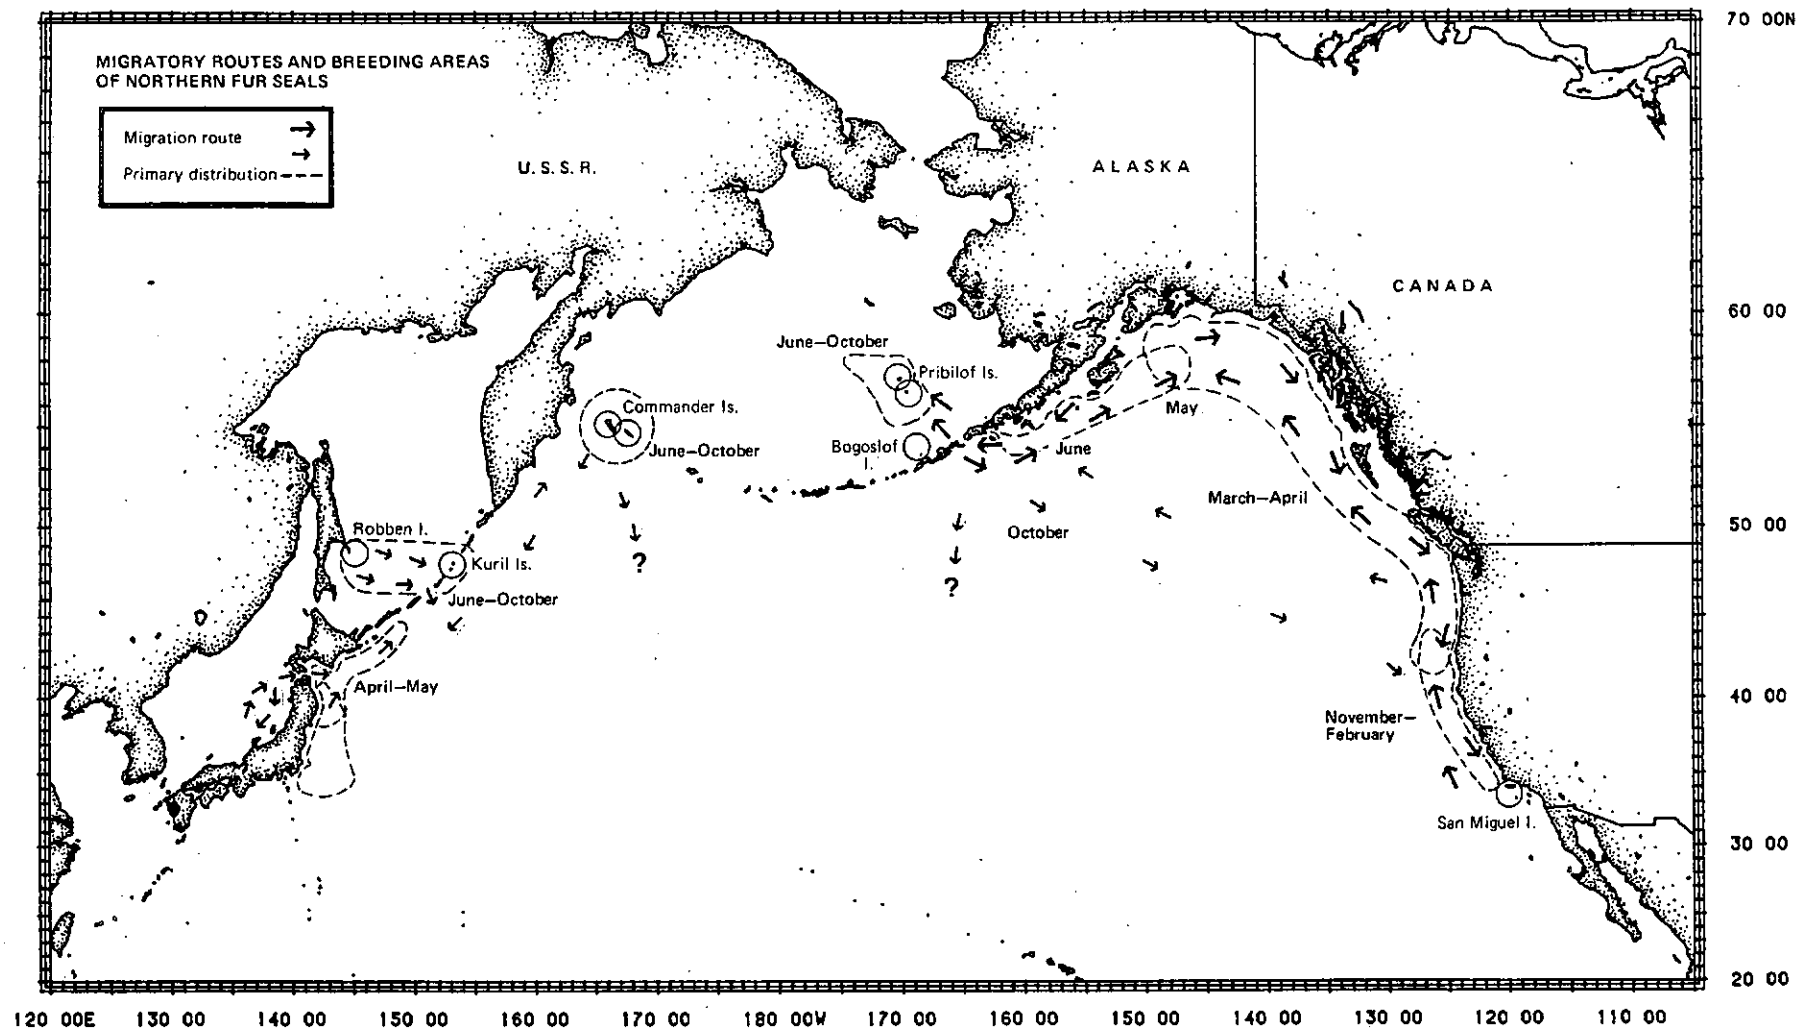 MIGRATORY ROUTES AND BREEDING AREAS
OF NORTHERN FUR SEALS
Migration route
Primary distribution
U.S.S.R.
ALASKA
CANADA
June–October
Pribilof Is.
Commander Is.
June–October
Bogoslof
I.
June
May
March–April
October
Robben I.
Kuril Is.
June–October
?
?
April–May
November–
February
San Miguel I.
70 00N
60 00
50 00
40 00
30 00
20 00
120 00E 130 00 140 00 150 00 160 00 170 00 180 00W 170 00 160 00 150 00 140 00 130 00 120 00 110 00